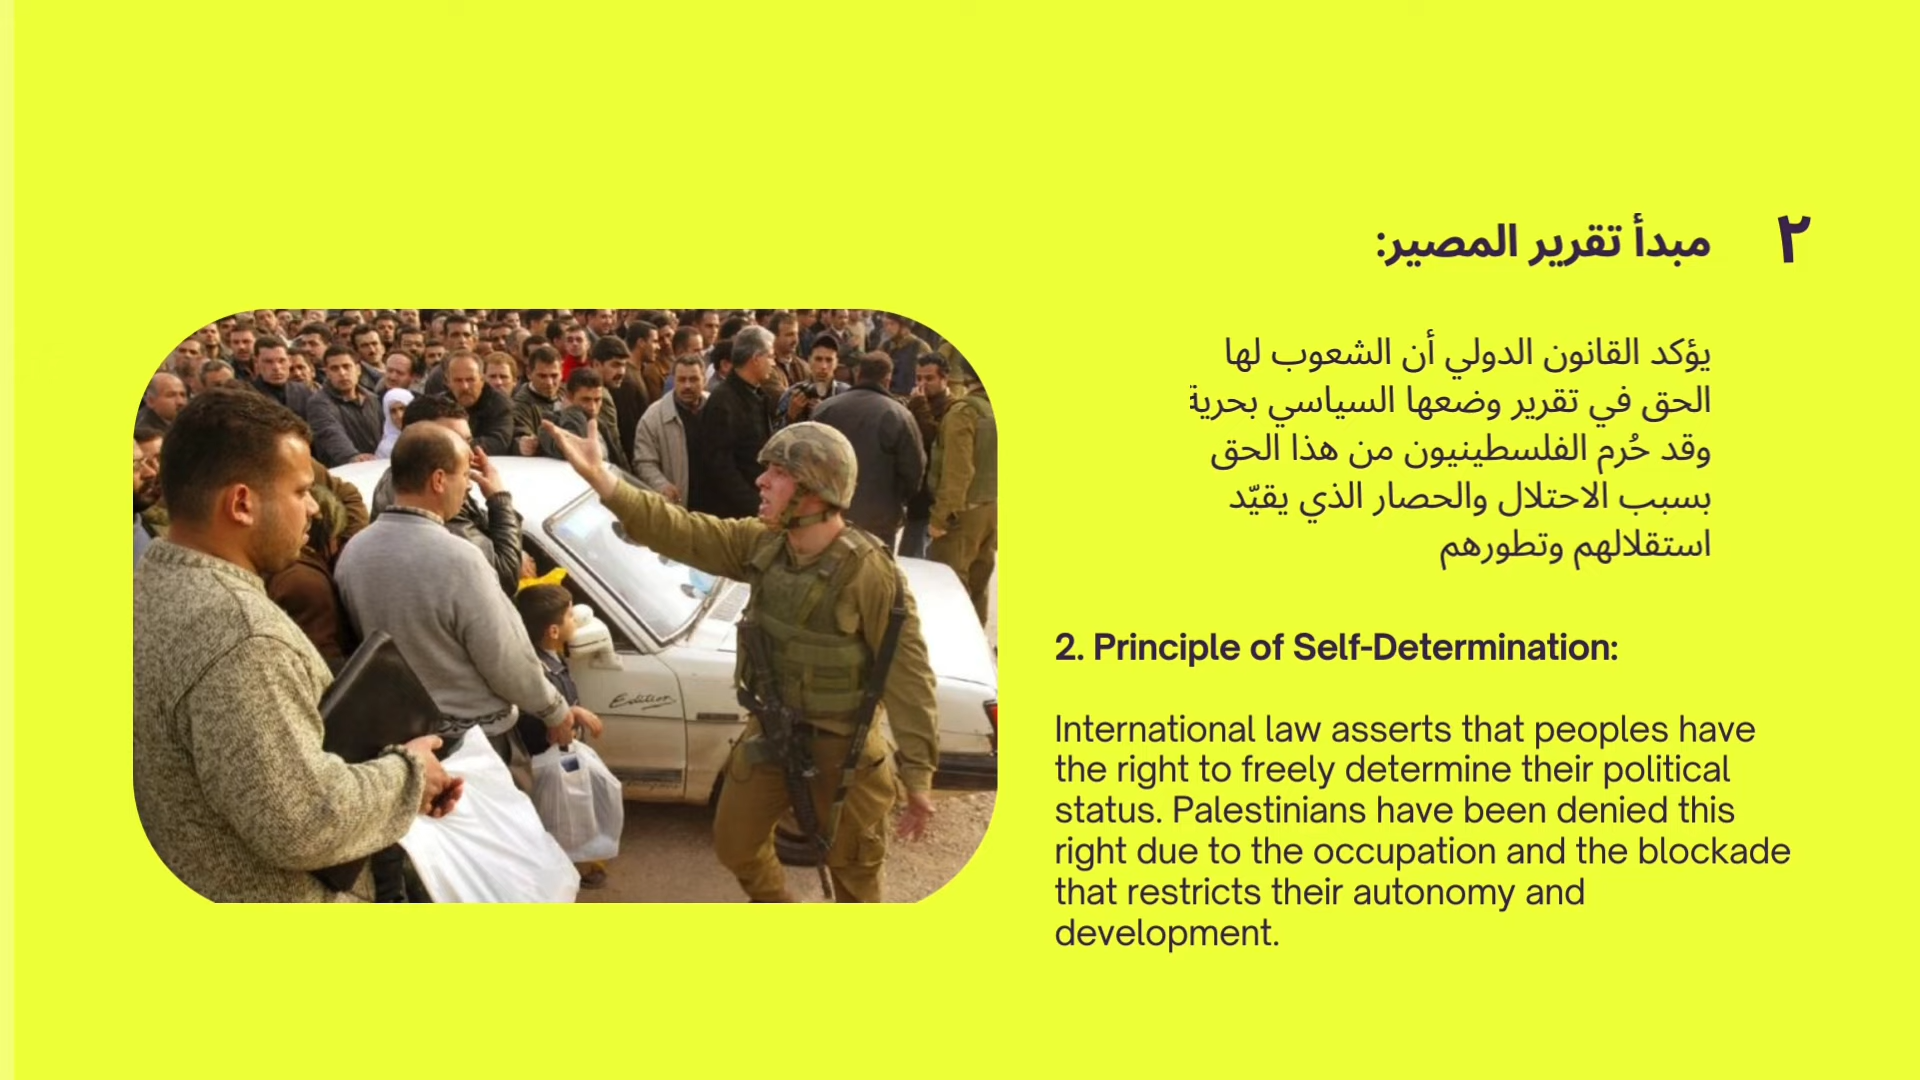 ٢
مبدأ تقرير المصير:
يؤكد القانون الدولي أن الشعوب لها
الحق في تقرير وضعها السياسي بحرية
وقد حُرم الفلسطينيون من هذا الحق
بسبب الاحتلال والحصار الذي يقيّد
استقلالهم وتطورهم
2. Principle of Self-Determination:
International law asserts that peoples have
the right to freely determine their political
status. Palestinians have been denied this
right due to the occupation and the blockade
that restricts their autonomy and
development.
Edition